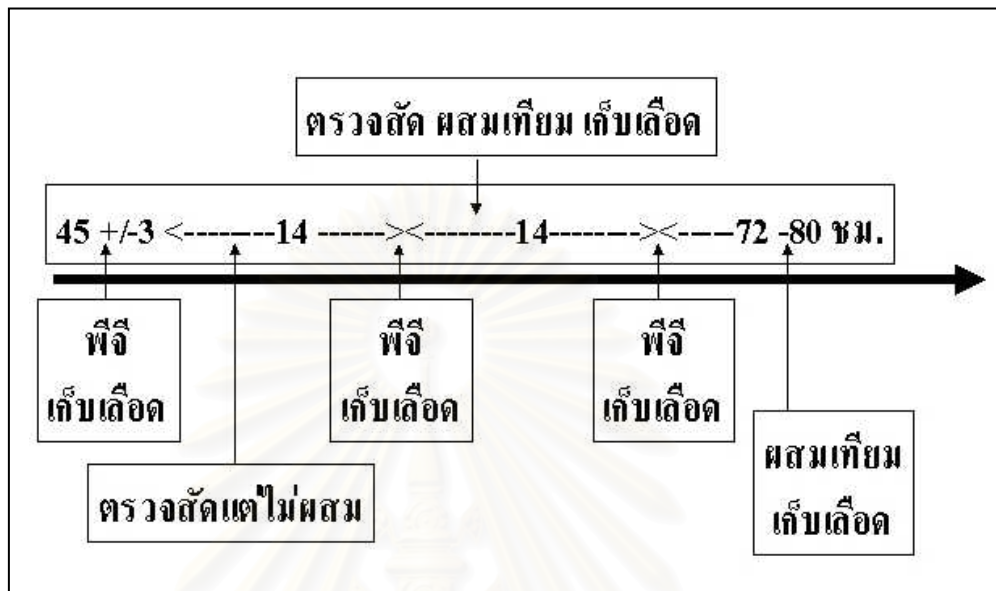 ตรวจสัด ผสมเทียม เก็บเลือด
45 +/-3 <---------14 ------><---------14---------><-----72 -80 ชม.
พีจี
เก็บเลือด
พีจี
เก็บเลือด
พีจี
เก็บเลือด
ตรวจสัดแต่ไม่ผสม
ผสมเทียม
เก็บเลือด